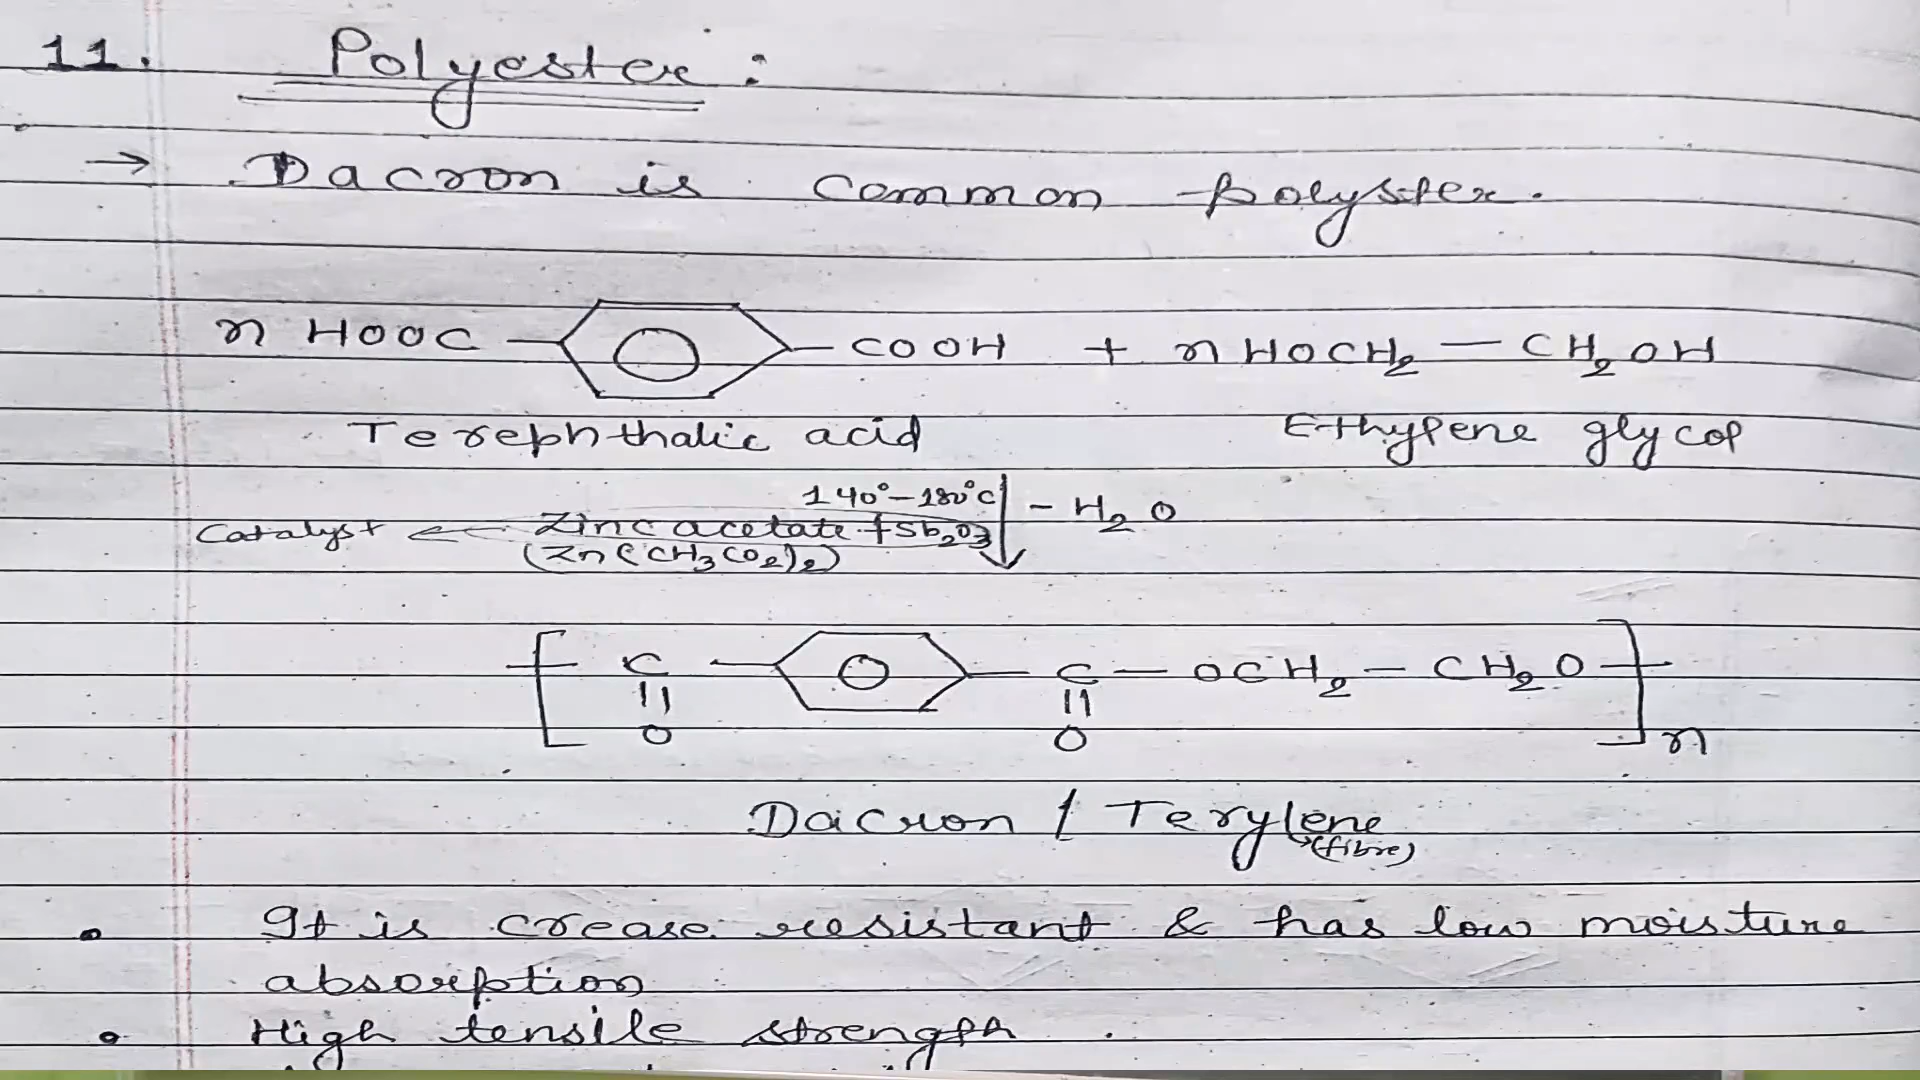 11. Polyester :
→ Dacron is common polyster.
n HOOC — — COOH + n HOCH₂ — CH₂OH
Terephthalic acid Ethylene glycol
140°–180°C – H₂O
Catalyst ← Zinc acetate + Sb₂O₃
(Zn(CH₃CO₂)₂)
[ C — — C — OCH₂ — CH₂O ]
|| ||
O O n
Dacron / Terylene
→(fibre)
• It is crease resistant & has low moisture
absorption
• High tensile strength .